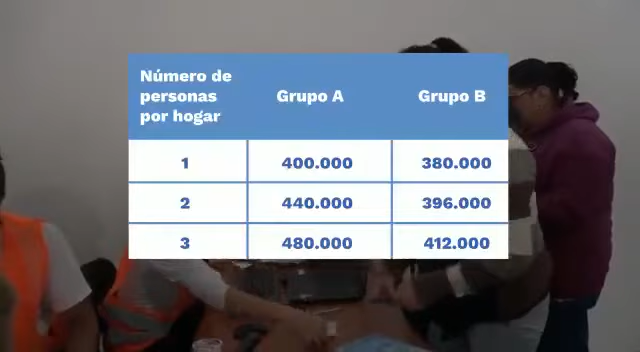 Número de
personas
por hogar
Grupo A
Grupo B
1 400.000 380.000
2 440.000 396.000
3 480.000 412.000